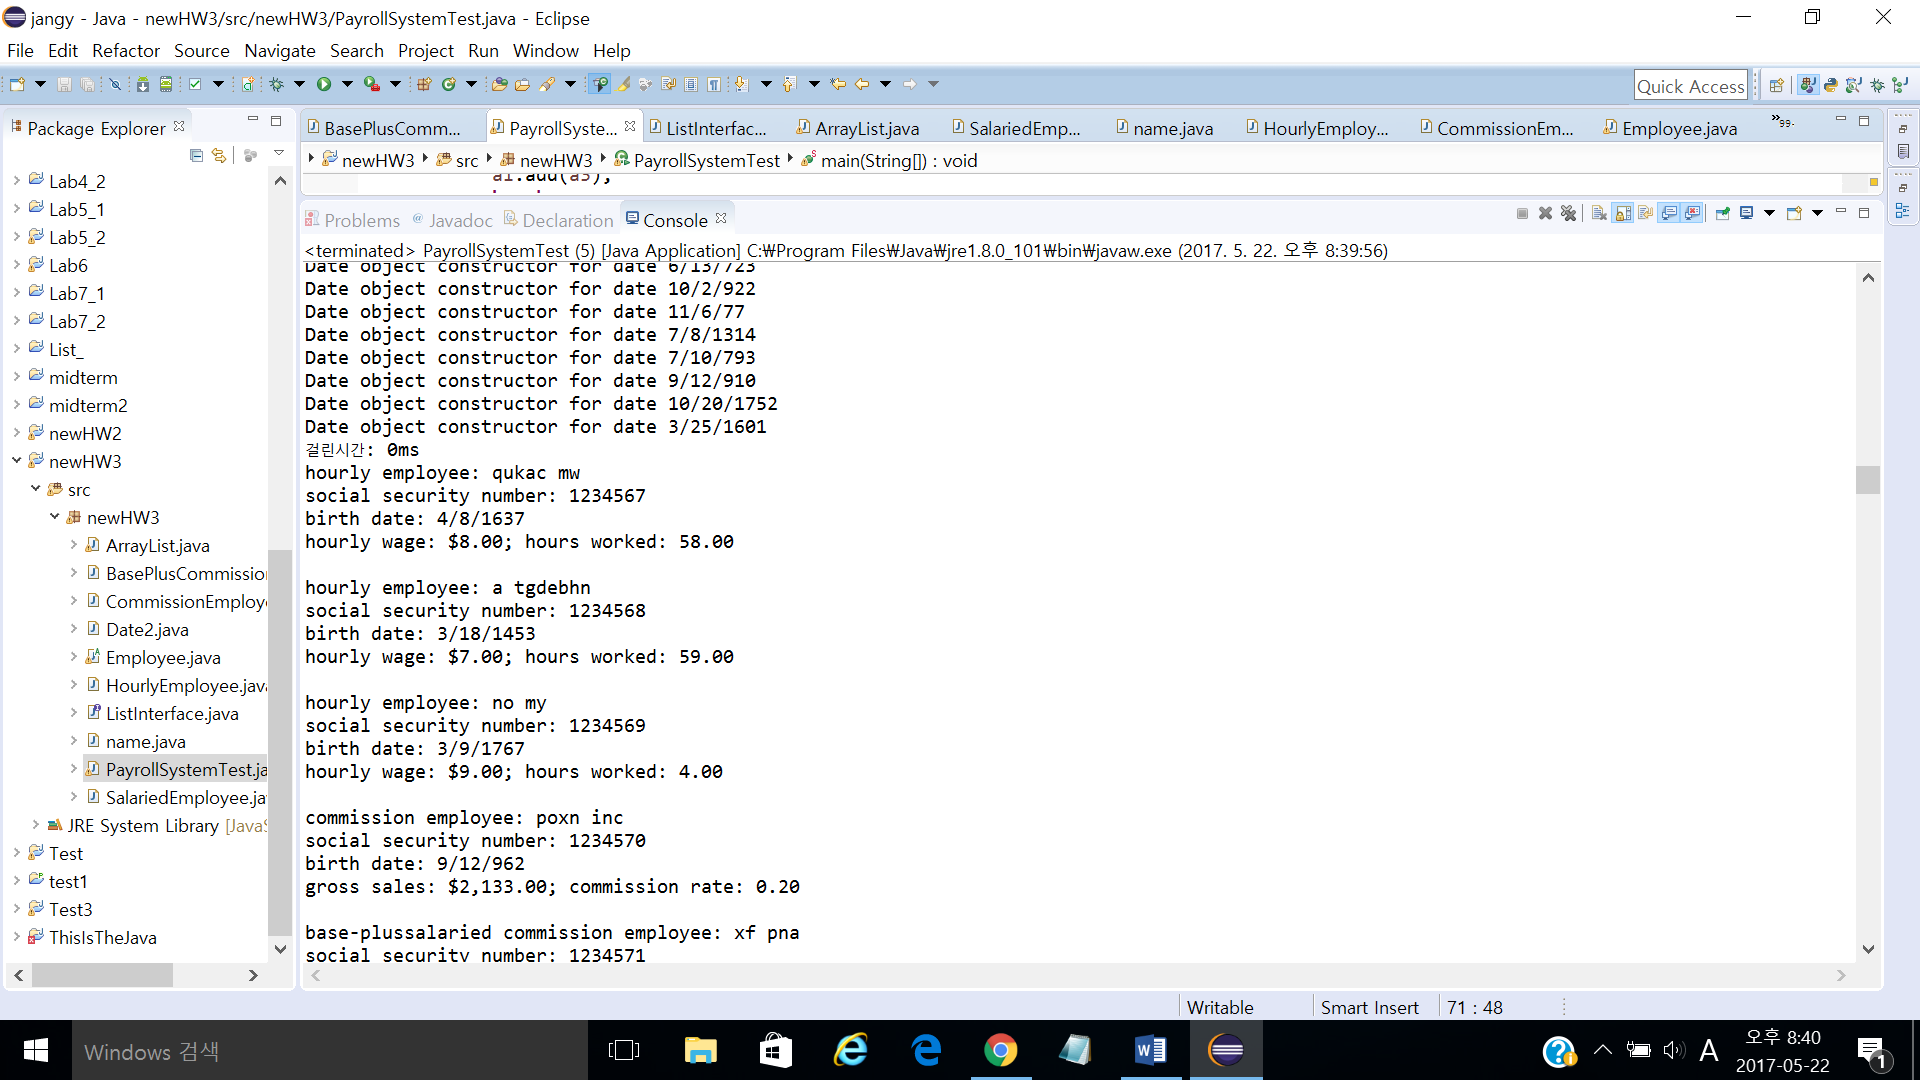 jangy - Java - newHW3/src/newHW3/PayrollSystemTest.java - Eclipse
File Edit Refactor Source Navigate Search Project Run Window Help
Quick Access
Package Explorer
BasePlusComm... PayrollSyste... ListInterfac... ArrayList.java SalariedEmp... name.java HourlyEmploy... CommissionEm... Employee.java »99+
newHW3 src newHW3 PayrollSystemTest main(String[]) : void
a1.add(a3);
Problems Javadoc Declaration Console
<terminated> PayrollSystemTest (5) [Java Application] C:₩Program Files₩Java₩jre1.8.0_101₩bin₩javaw.exe (2017. 5. 22. 오후 8:39:56)
Lab4_2
Lab5_1
Lab5_2
Lab6
Lab7_1
Lab7_2
List_
midterm
midterm2
newHW2
newHW3
src
newHW3
ArrayList.java
BasePlusCommissio
CommissionEmploye
Date2.java
Employee.java
HourlyEmployee.java
ListInterface.java
name.java
PayrollSystemTest.ja
SalariedEmployee.ja
JRE System Library [JavaS
Test
test1
Test3
ThisIsTheJava
Date object constructor for date 6/13/723
Date object constructor for date 10/2/922
Date object constructor for date 11/6/77
Date object constructor for date 7/8/1314
Date object constructor for date 7/10/793
Date object constructor for date 9/12/910
Date object constructor for date 10/20/1752
Date object constructor for date 3/25/1601
걸린시간: 0ms
hourly employee: qukac mw
social security number: 1234567
birth date: 4/8/1637
hourly wage: $8.00; hours worked: 58.00
hourly employee: a tgdebhn
social security number: 1234568
birth date: 3/18/1453
hourly wage: $7.00; hours worked: 59.00
hourly employee: no my
social security number: 1234569
birth date: 3/9/1767
hourly wage: $9.00; hours worked: 4.00
commission employee: poxn inc
social security number: 1234570
birth date: 9/12/962
gross sales: $2,133.00; commission rate: 0.20
base-plussalaried commission employee: xf pna
social security number: 1234571
Writable Smart Insert 71 : 48
Windows 검색
A
오후 8:40
2017-05-22
1